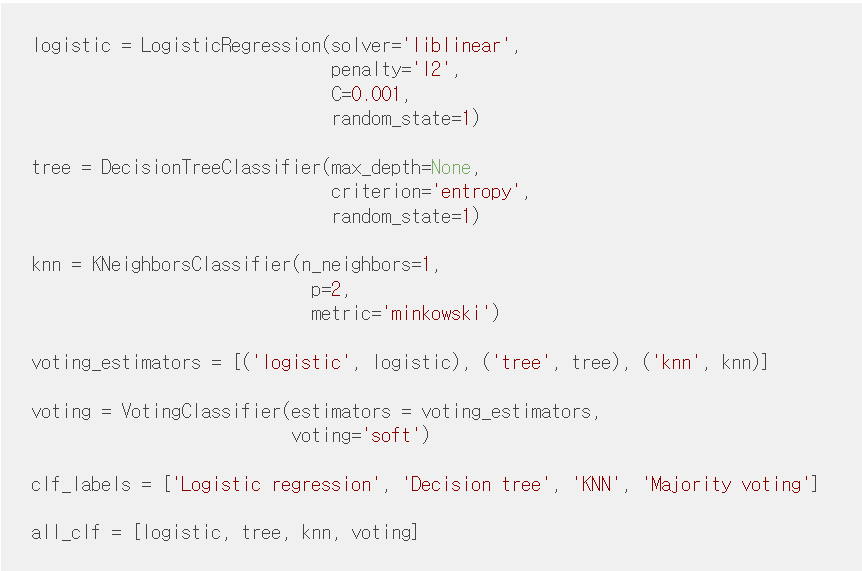 logistic = LogisticRegression(solver='liblinear',
                              penalty='l2',
                              C=0.001,
                              random_state=1)

tree = DecisionTreeClassifier(max_depth=None,
                              criterion='entropy',
                              random_state=1)

knn = KNeighborsClassifier(n_neighbors=1,
                            p=2,
                            metric='minkowski')

voting_estimators = [('logistic', logistic), ('tree', tree), ('knn', knn)]

voting = VotingClassifier(estimators = voting_estimators,
                          voting='soft')

clf_labels = ['Logistic regression', 'Decision tree', 'KNN', 'Majority voting']

all_clf = [logistic, tree, knn, voting]